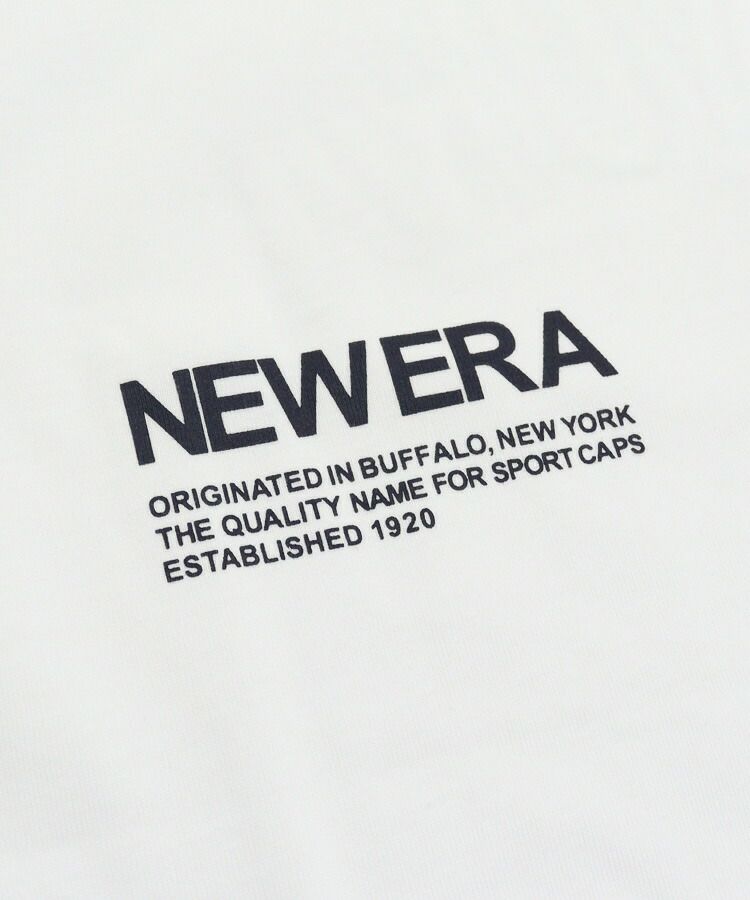 NEW ERA
ORIGINATED IN BUFFALO, NEW YORK
THE QUALITY NAME FOR SPORT CAPS
ESTABLISHED 1920